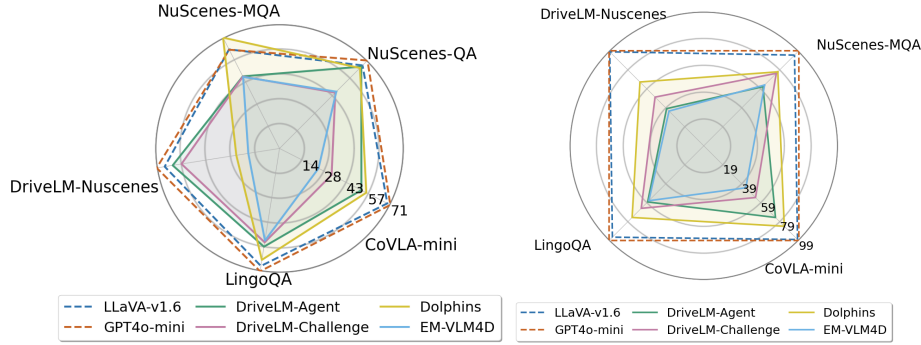 NuScenes-MQA
NuScenes-QA
DriveLM-Nuscenes
LingoQA
CoVLA-mini
14
28
43
57
71
LLaVA-v1.6
GPT4o-mini
DriveLM-Agent
DriveLM-Challenge
Dolphins
EM-VLM4D
DriveLM-Nuscenes
NuScenes-MQA
LingoQA
CoVLA-mini
19
39
59
79
99
LLaVA-v1.6
GPT4o-mini
DriveLM-Agent
DriveLM-Challenge
Dolphins
EM-VLM4D